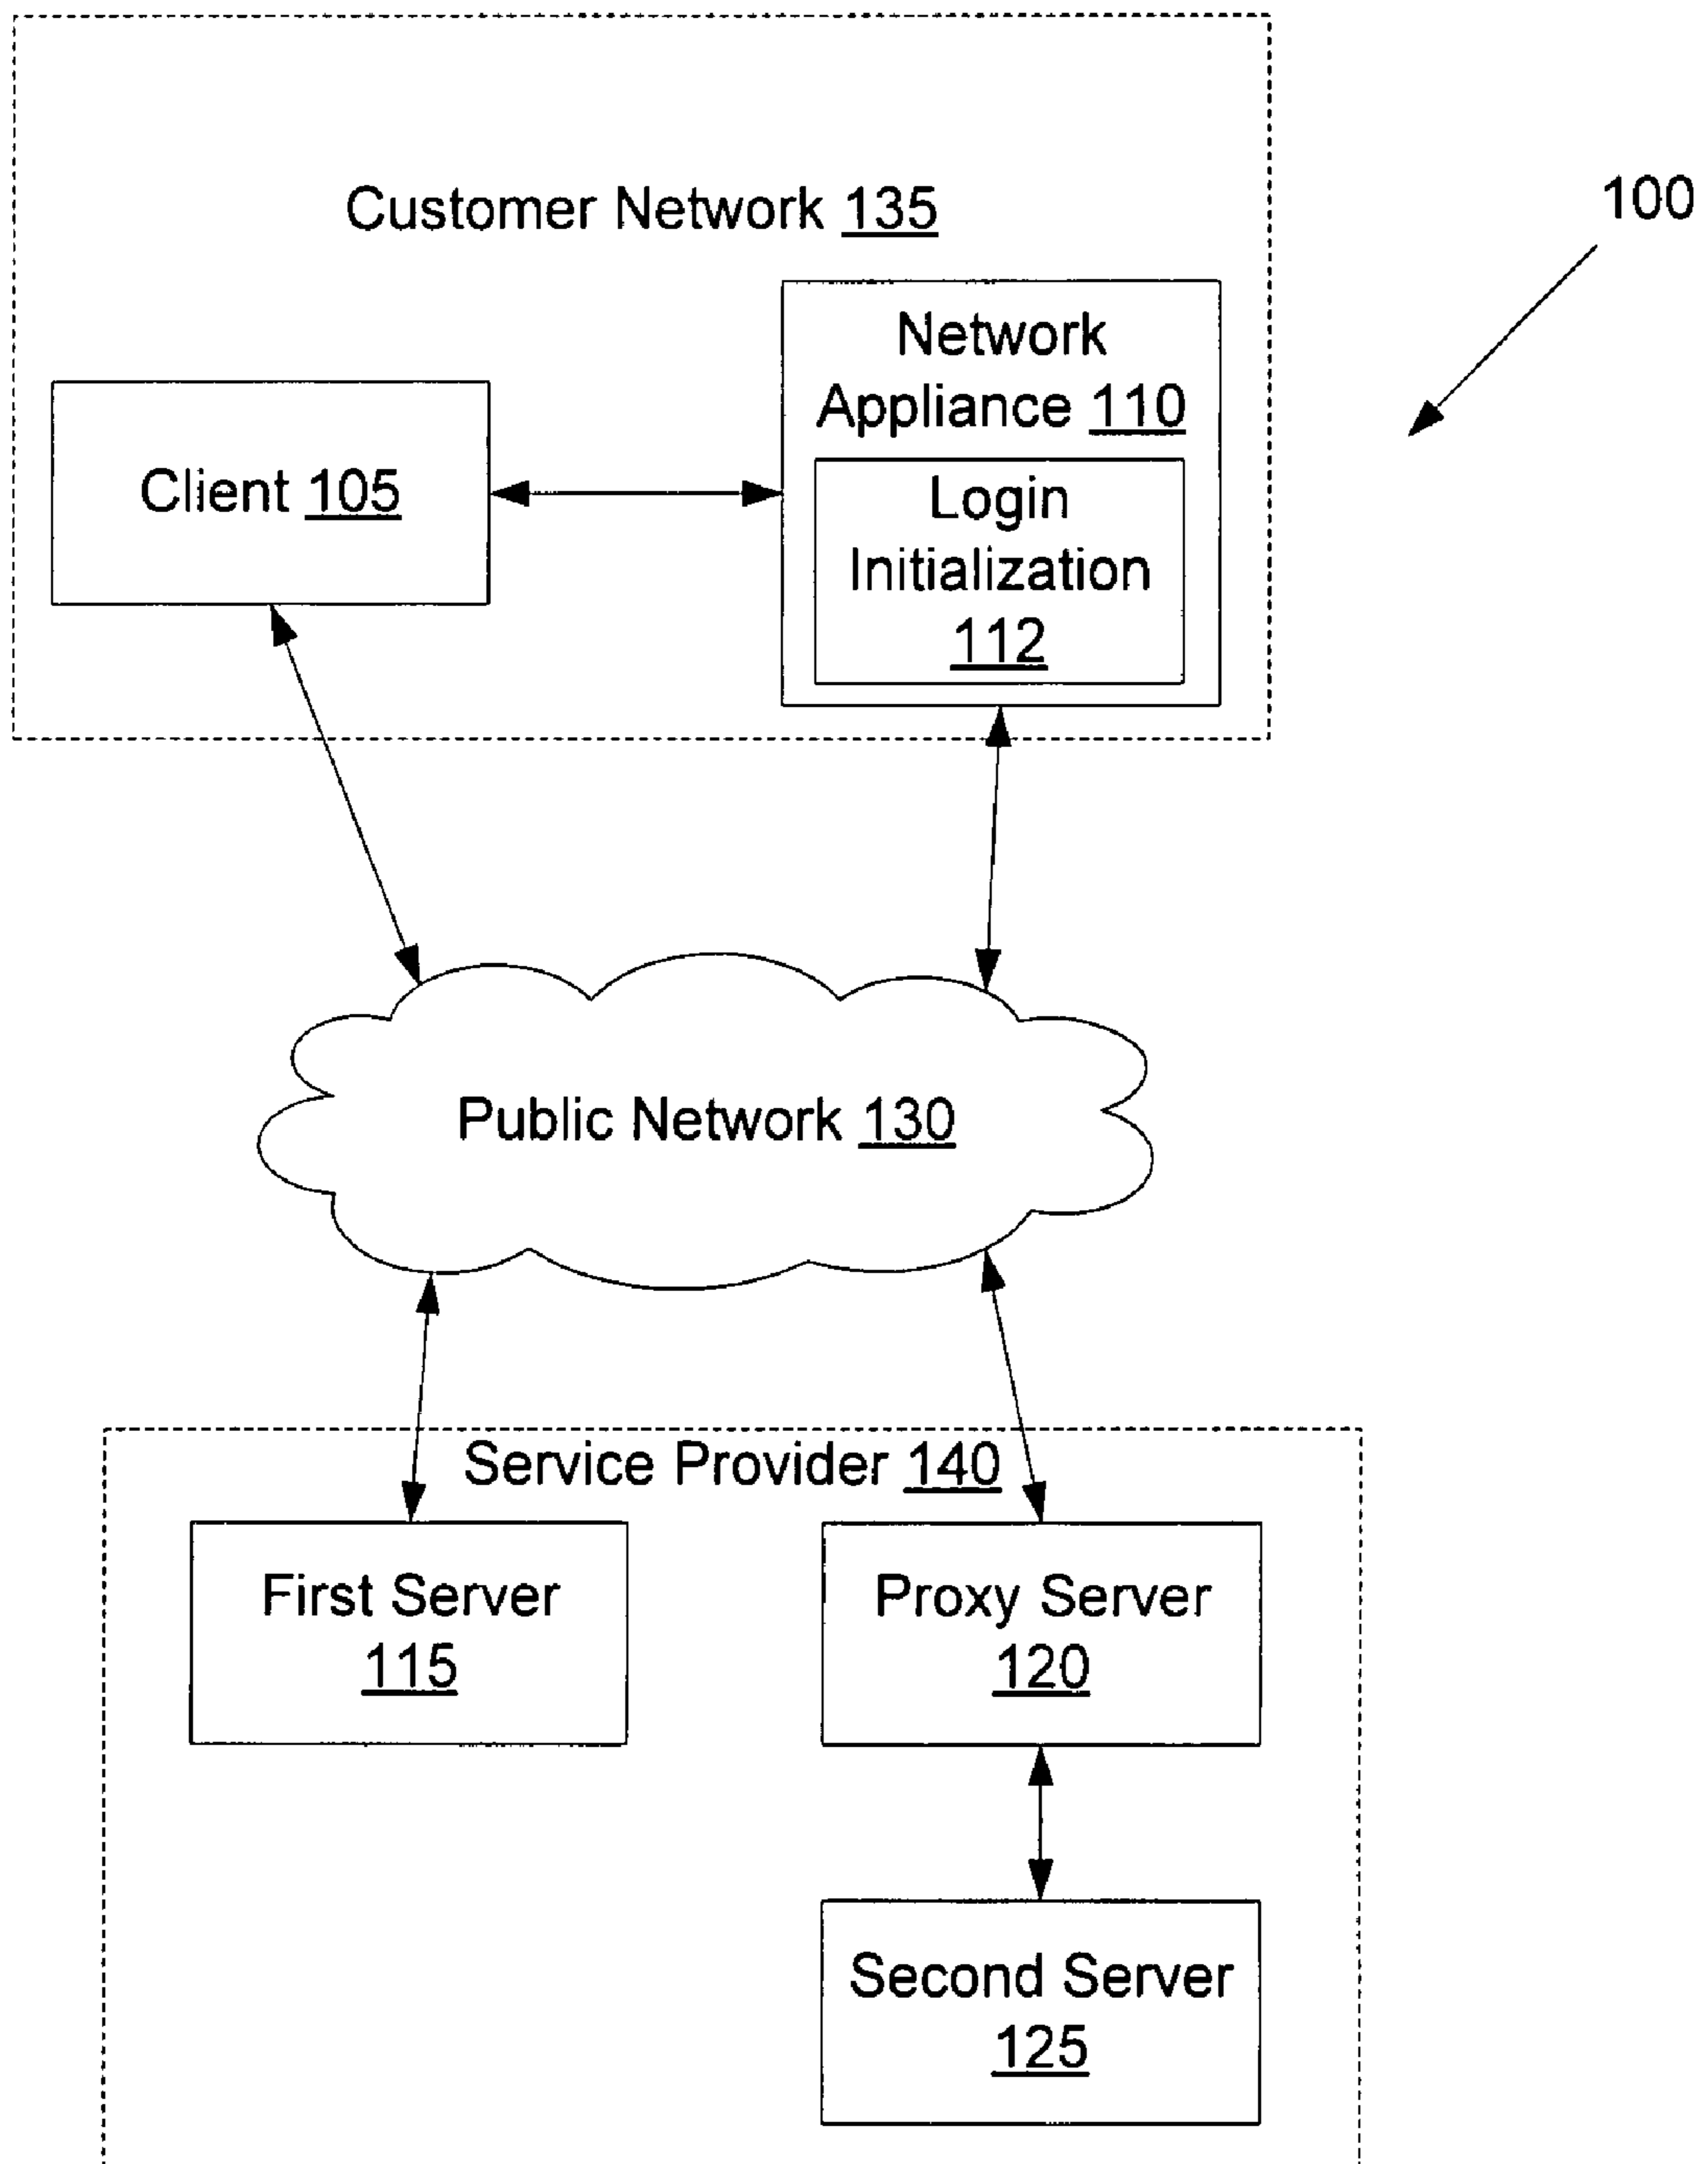 Customer Network 135
100
Network
Appliance 110
Client 105
Login
Initialization
112
Public Network 130
Service Provider 140
First Server
115
Proxy Server
120
Second Server
125